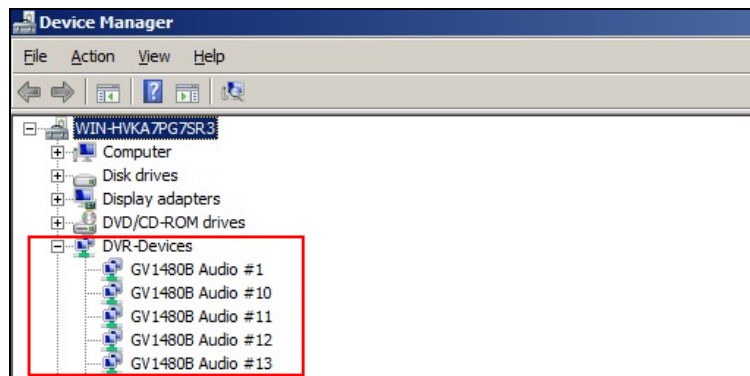 Device Manager
File Action View Help
WIN-HVKA7PG7SR3
Computer
Disk drives
Display adapters
DVD/CD-ROM drives
DVR-Devices
GV1480B Audio #1
GV1480B Audio #10
GV1480B Audio #11
GV1480B Audio #12
GV1480B Audio #13